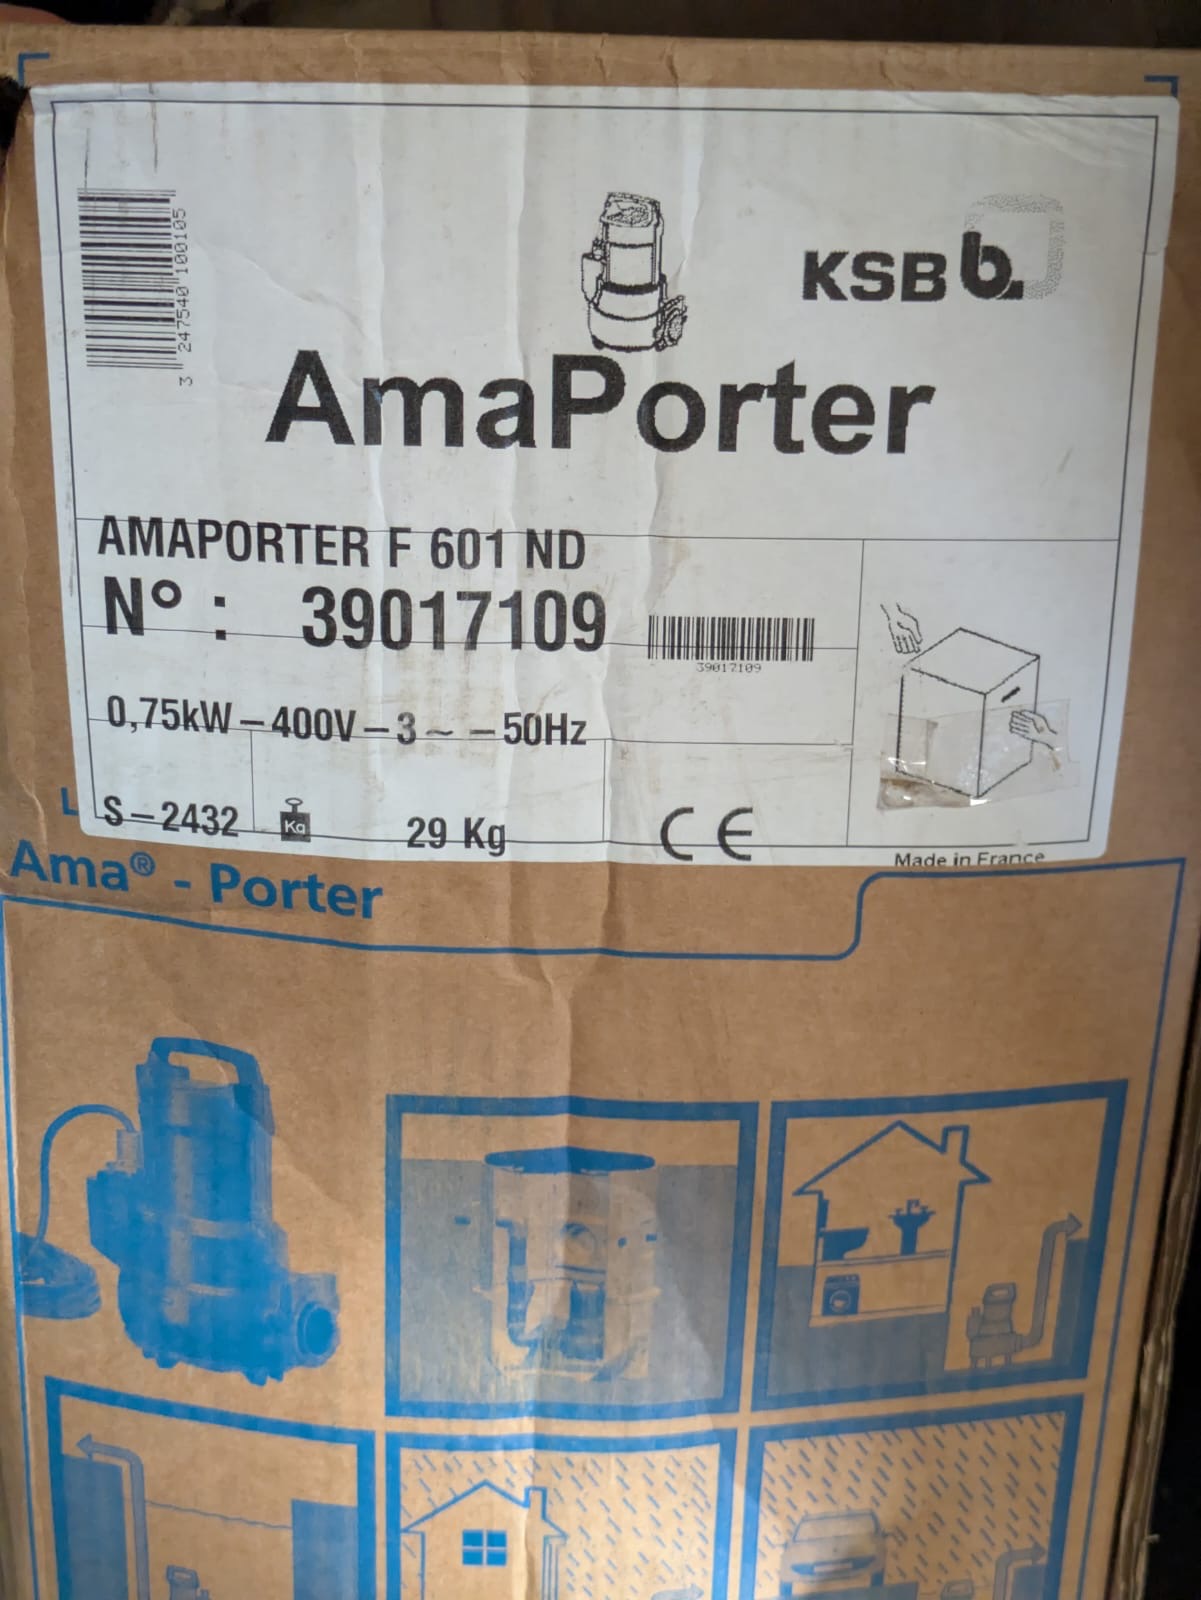 3 247540 100105
KSB b.
AmaPorter
AMAPORTER F 601 ND
Nº : 39017109
39017109
0,75kW – 400V – 3 ~ – 50Hz
S – 2432
Kg
29 Kg
CE
Made in France
Ama® - Porter